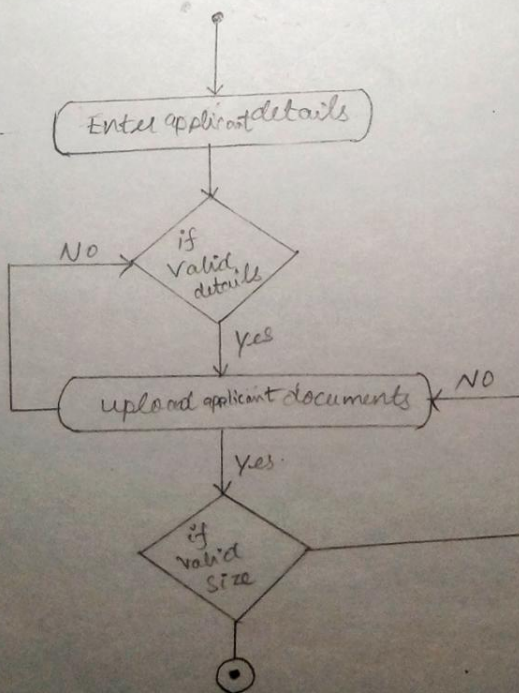 Enter applicant details
NO
if
valid
details
Yes
upload applicant documents
NO
Yes.
if
valid
size